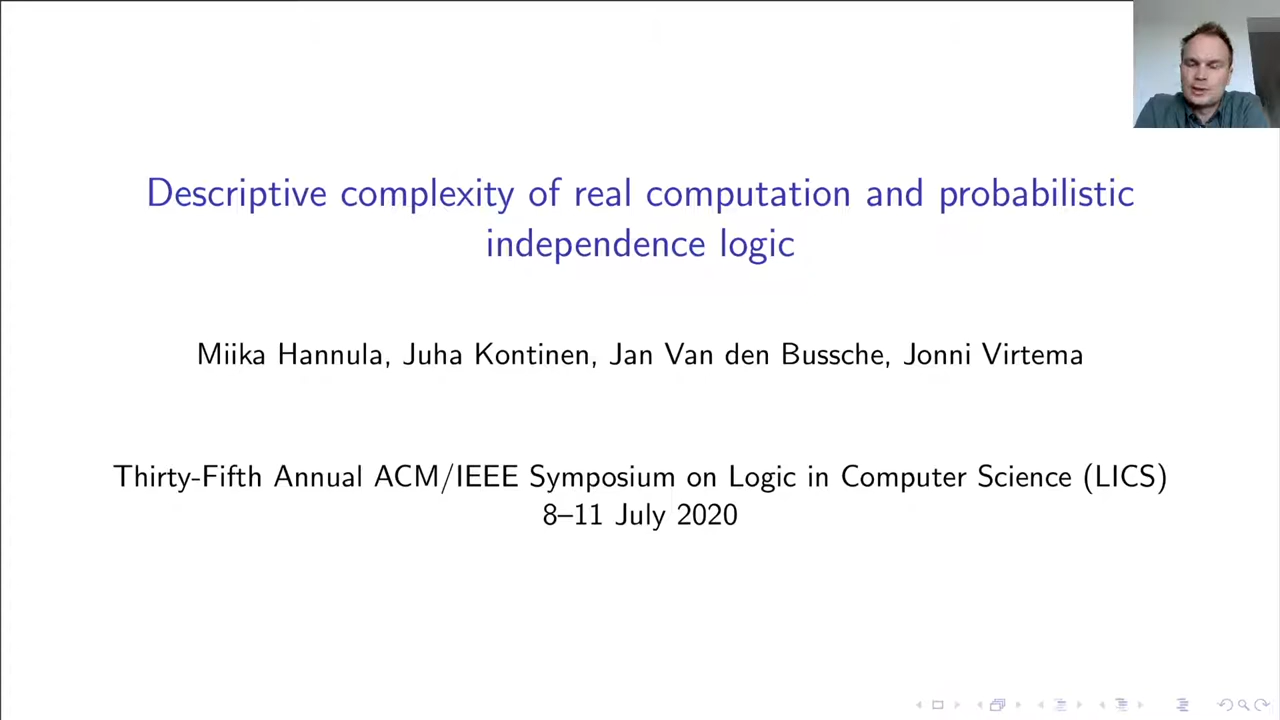 Descriptive complexity of real computation and probabilistic
independence logic
Miika Hannula, Juha Kontinen, Jan Van den Bussche, Jonni Virtema
Thirty-Fifth Annual ACM/IEEE Symposium on Logic in Computer Science (LICS)
8–11 July 2020